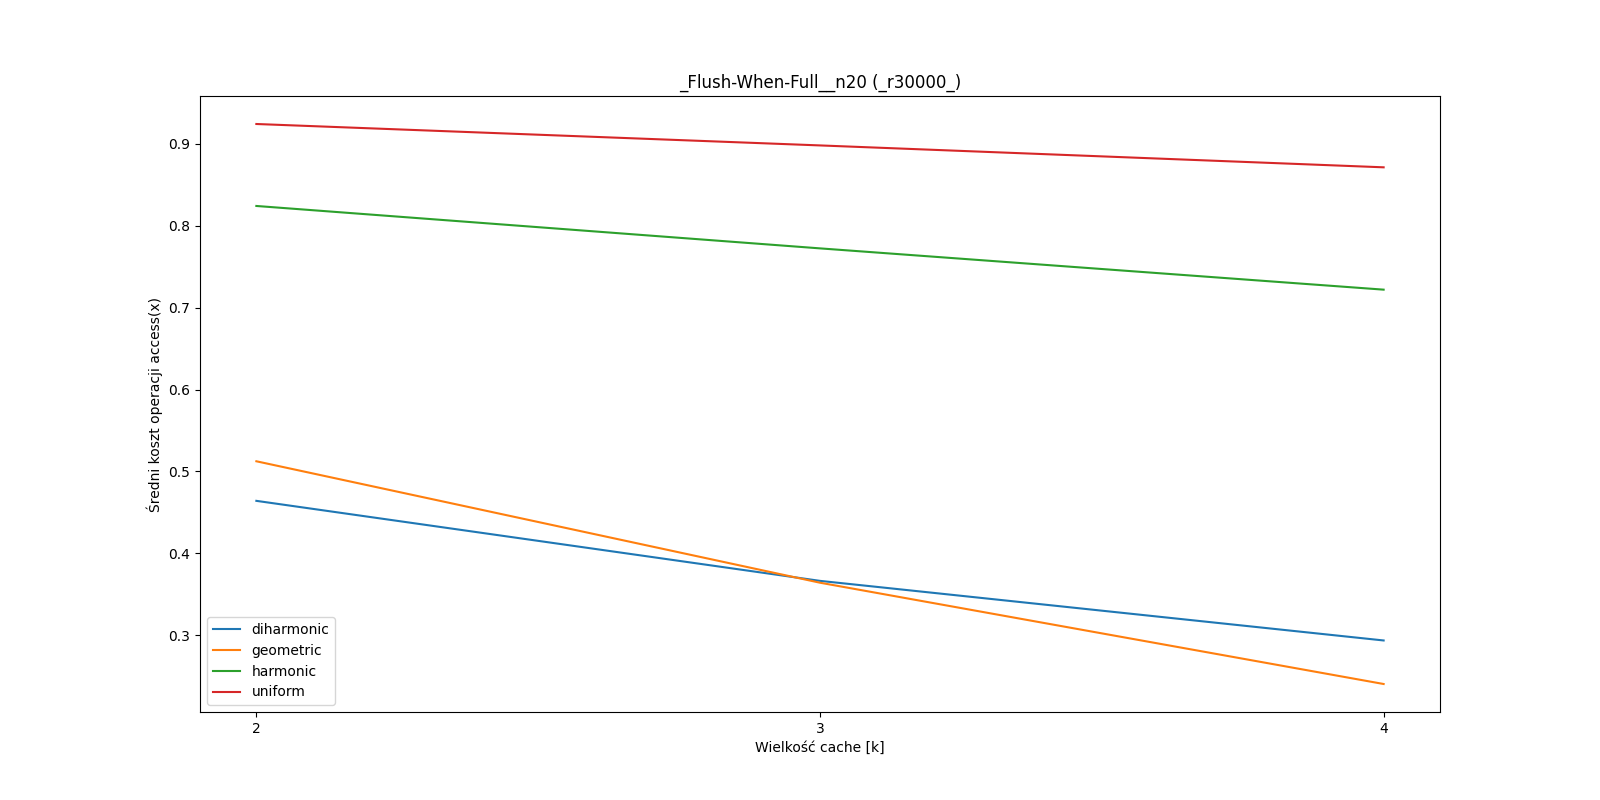 _Flush-When-Full__n20 (_r30000_)
Średni koszt operacji access(x)
0.9
0.8
0.7
0.6
0.5
0.4
0.3
diharmonic
geometric
harmonic
uniform
2
3
4
Wielkość cache [k]